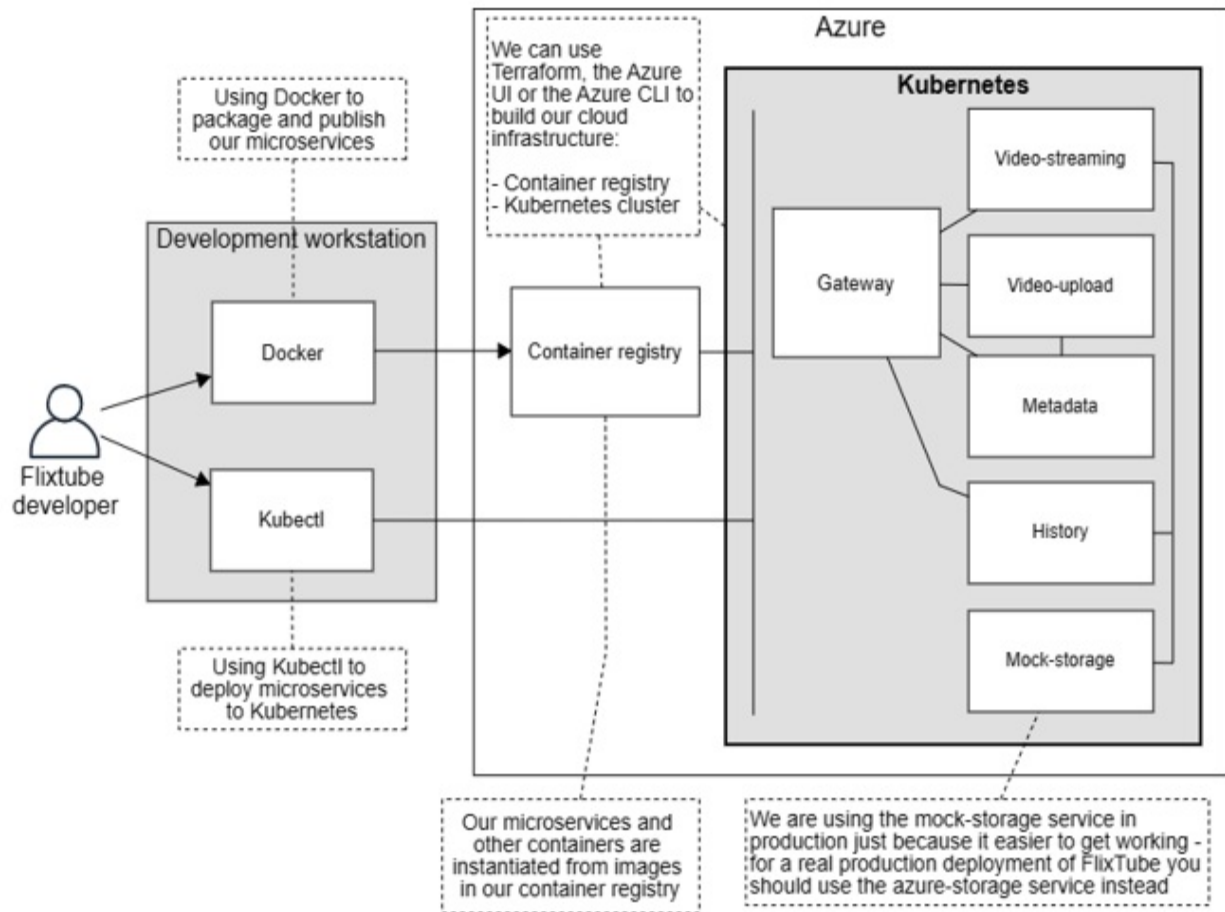 Azure
We can use
Terraform, the Azure
UI or the Azure CLI to
build our cloud
infrastructure:
- Container registry
- Kubernetes cluster
Using Docker to
package and publish
our microservices
Kubernetes
Video-streaming
Development workstation
Gateway
Video-upload
Docker
Container registry
Metadata
Flixtube
developer
Kubectl
History
Using Kubectl to
deploy microservices
to Kubernetes
Mock-storage
Our microservices and
other containers are
instantiated from images
in our container registry
We are using the mock-storage service in
production just because it easier to get working -
for a real production deployment of FlixTube you
should use the azure-storage service instead